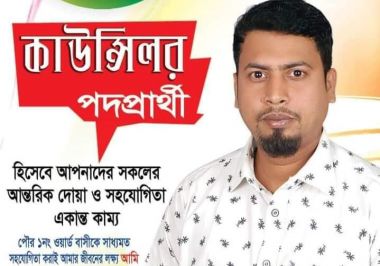 কাউন্সিলর
পদপ্রার্থী
হিসেবে আপনাদের সকলের
আন্তরিক দোয়া ও সহযোগিতা
একান্ত কাম্য
পৌর ১নং ওয়ার্ড বাসীকে সাধ্যমত
সহযোগিতা করাই আমার জীবনের লক্ষ্য আমি